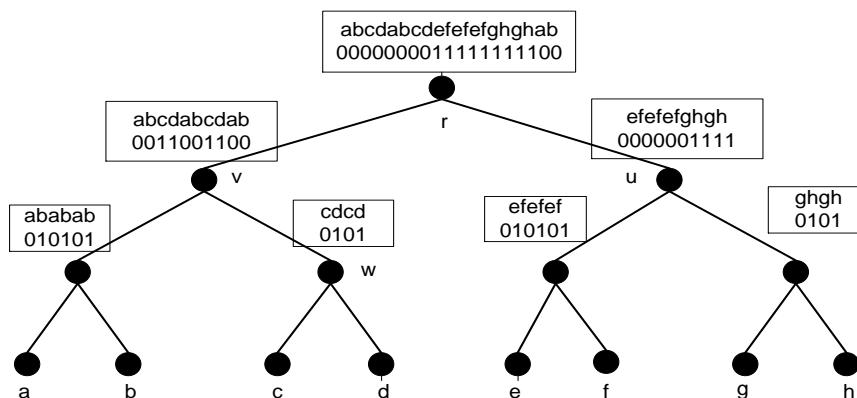 abcdabcdefefefghghab
00000000111111111100
r
abcdabcdab
0011001100
v
efefefghgh
0000001111
u
ababab
010101
cdcd
0101
w
efefef
010101
ghgh
0101
a b c d e f g h